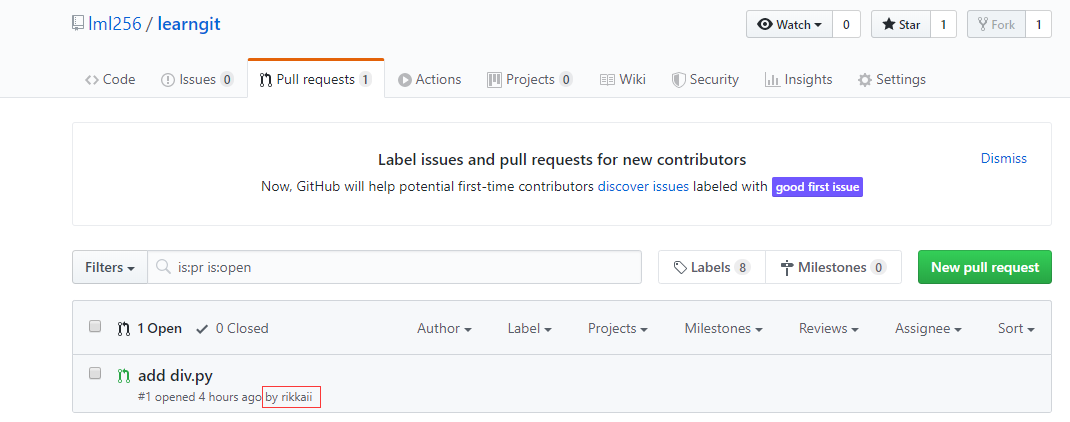 lml256 / learngit
Watch 0 Star 1 Fork 1
Code Issues 0 Pull requests 1 Actions Projects 0 Wiki Security Insights Settings
Label issues and pull requests for new contributors Dismiss
Now, GitHub will help potential first-time contributors discover issues labeled with good first issue
Filters is:pr is:open Labels 8 Milestones 0 New pull request
1 Open 0 Closed Author Label Projects Milestones Reviews Assignee Sort
add div.py
#1 opened 4 hours ago by rikkaii